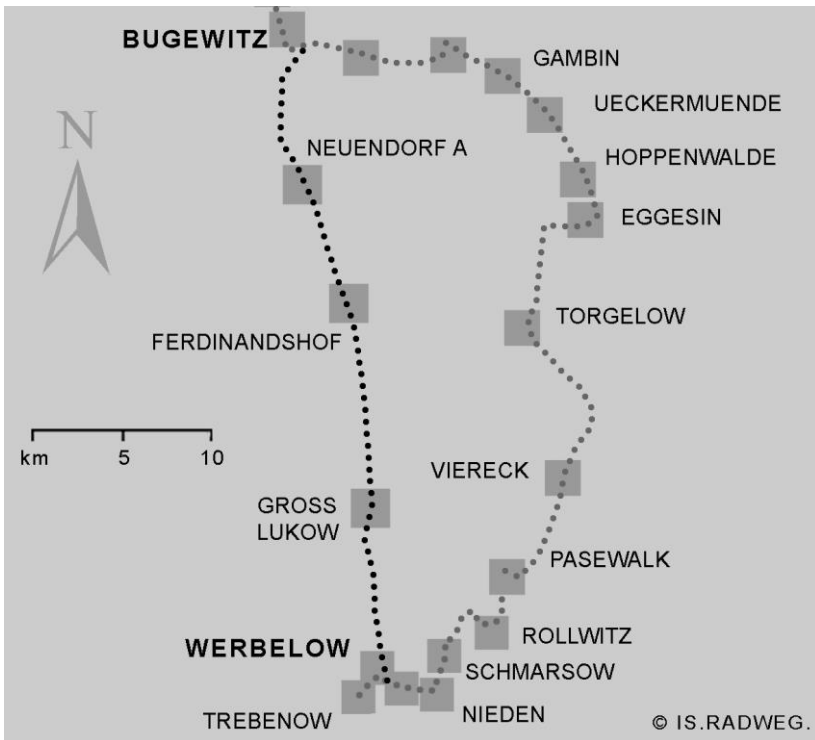 BUGEWITZ
GAMBIN
UECKERMUENDE
N
NEUENDORF A
HOPPENWALDE
EGGESIN
TORGELOW
FERDINANDSHOF
km 5 10
VIERECK
GROSS
LUKOW
PASEWALK
ROLLWITZ
WERBELOW
SCHMARSOW
NIEDEN
TREBENOW
© IS.RADWEG.